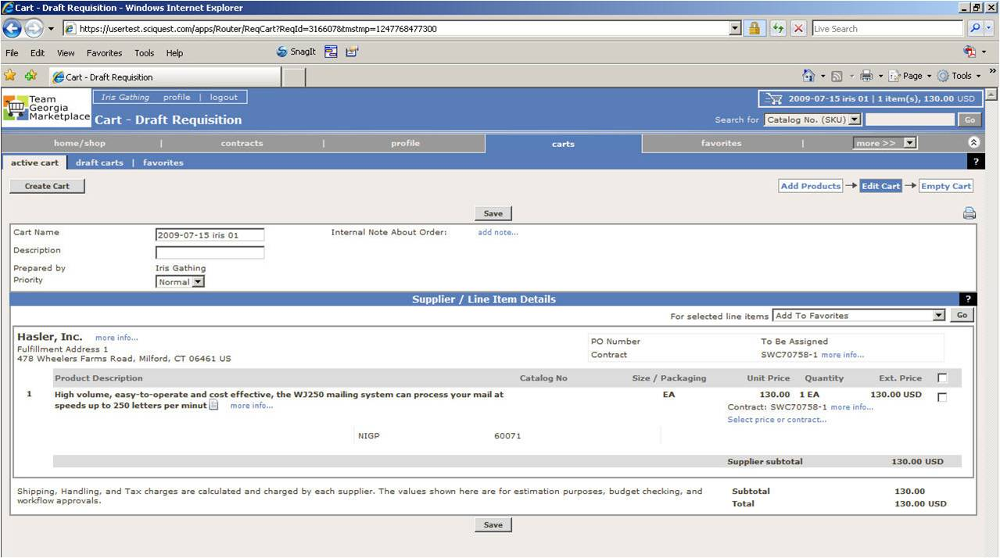 Cart - Draft Requisition - Windows Internet Explorer
https://usertest.sciquest.com/apps/Router/ReqCart?ReqId=316607&tmstmp=1247768477300
Live Search
File Edit View Favorites Tools Help
SnagIt
Cart - Draft Requisition
Page Tools
Team
Georgia
Marketplace
Iris Gathing profile | logout
2009-07-15 iris 01 | 1 item(s), 130.00 USD
Cart - Draft Requisition
Search for Catalog No. (SKU) Go
home/shop | contracts | profile carts favorites | more >>
active cart draft carts | favorites ?
Create Cart
Add Products Edit Cart Empty Cart
Save
Cart Name 2009-07-15 iris 01 Internal Note About Order: add note...
Description
Prepared by Iris Gathing
Priority Normal
Supplier / Line Item Details ?
For selected line items Add To Favorites Go
Hasler, Inc. more info...
Fulfillment Address 1
478 Wheelers Farms Road, Milford, CT 06461 US
PO Number To Be Assigned
Contract SWC70758-1 more info...
Product Description Catalog No Size / Packaging Unit Price Quantity Ext. Price
1 High volume, easy-to-operate and cost effective, the WJ250 mailing system can process your mail at EA 130.00 1 EA 130.00 USD
speeds up to 250 letters per minut more info...
Contract: SWC70758-1 more info...
Select price or contract...
NIGP 60071
Supplier subtotal 130.00 USD
Shipping, Handling, and Tax charges are calculated and charged by each supplier. The values shown here are for estimation purposes, budget checking, and
workflow approvals.
Subtotal 130.00
Total 130.00 USD
Save